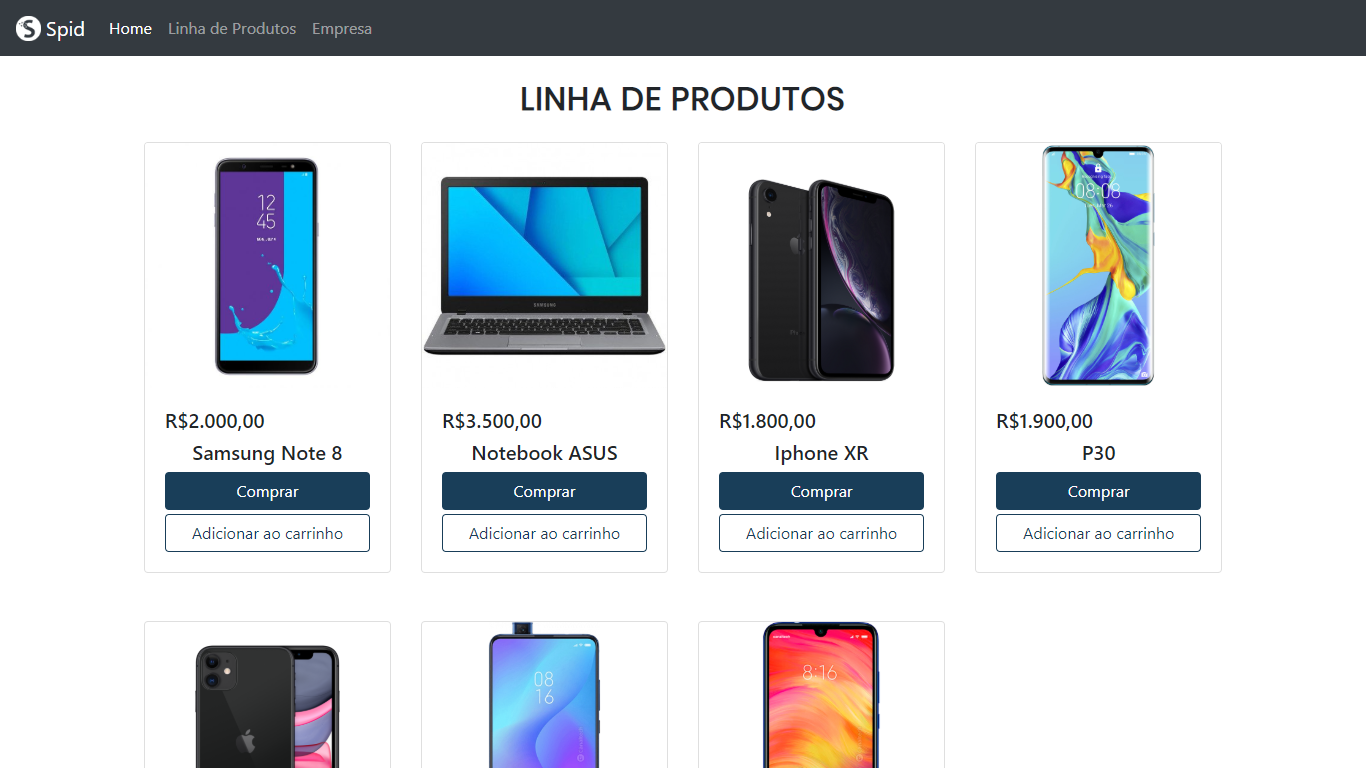 Spid Home Linha de Produtos Empresa
LINHA DE PRODUTOS
12
45
SAMSUNG
08:08
R$2.000,00
Samsung Note 8
Comprar
Adicionar ao carrinho
R$3.500,00
Notebook ASUS
Comprar
Adicionar ao carrinho
R$1.800,00
Iphone XR
Comprar
Adicionar ao carrinho
R$1.900,00
P30
Comprar
Adicionar ao carrinho
08
16
8:16